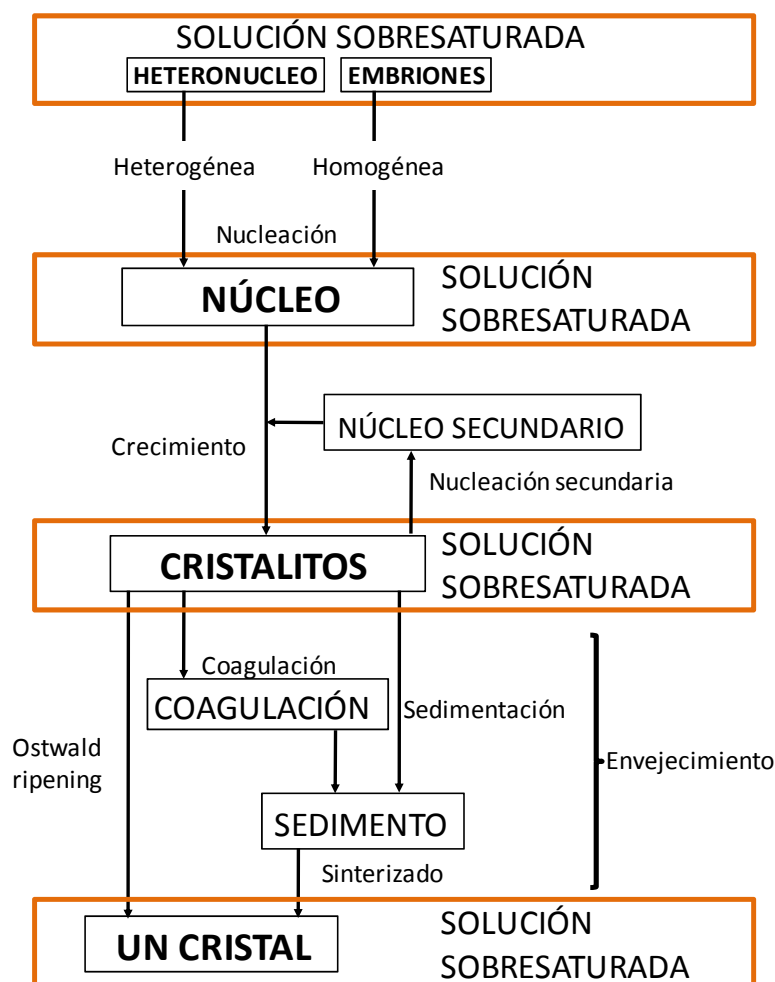 SOLUCIÓN SOBRESATURADA
HETERONUCLEO
EMBRIONES
Heterogénea
Homogénea
Nucleación
NÚCLEO
SOLUCIÓN
SOBRESATURADA
NÚCLEO SECUNDARIO
Crecimiento
Nucleación secundaria
CRISTALITOS
SOLUCIÓN
SOBRESATURADA
Coagulación
COAGULACIÓN
Sedimentación
Ostwald
ripening
Envejecimiento
SEDIMENTO
Sinterizado
UN CRISTAL
SOLUCIÓN
SOBRESATURADA